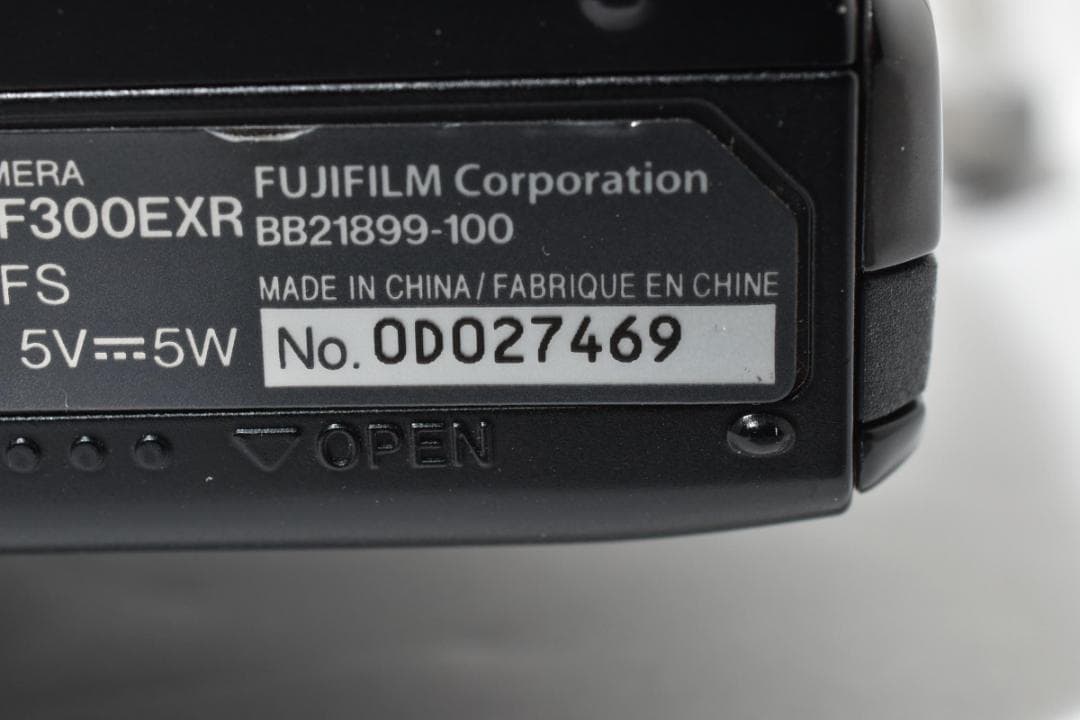 MERA
F300EXR
FS
5V⎓5W
FUJIFILM Corporation
BB21899-100
MADE IN CHINA/FABRIQUE EN CHINE
No. 0D027469
▽OPEN